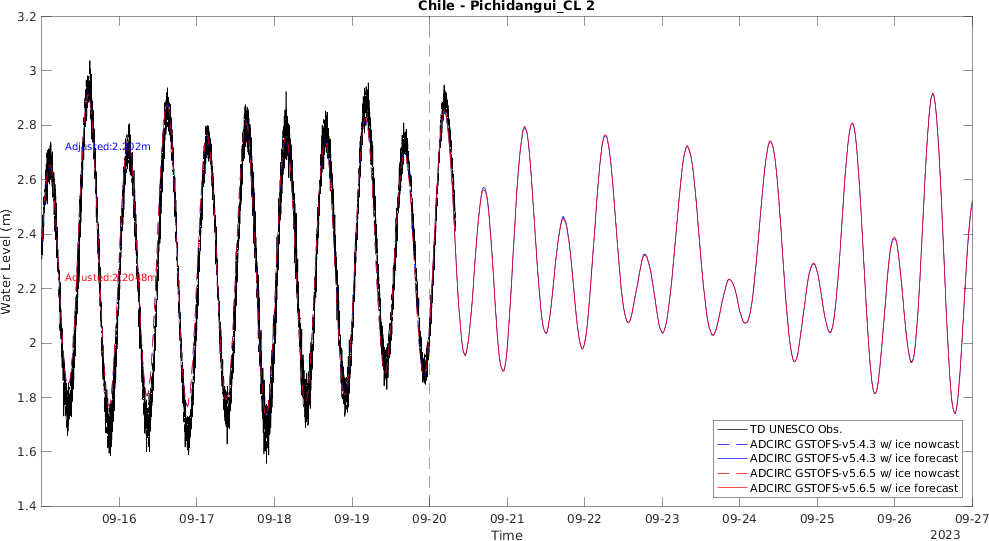 Chile - Pichidangui_CL 2
3.2
3
2.8
2.6
2.4
2.2
2
1.8
1.6
1.4
Water Level (m)
Adjusted:2.202m
Adjusted:2.2048m
TD UNESCO Obs.
ADCIRC GSTOFS-v5.4.3 w/ ice nowcast
ADCIRC GSTOFS-v5.4.3 w/ ice forecast
ADCIRC GSTOFS-v5.6.5 w/ ice nowcast
ADCIRC GSTOFS-v5.6.5 w/ ice forecast
09-16 09-17 09-18 09-19 09-20 09-21 09-22 09-23 09-24 09-25 09-26 09-27
Time
2023